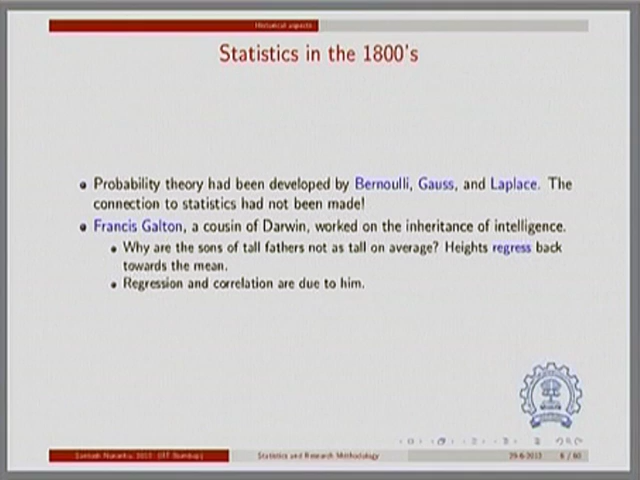 Historical aspects
Statistics in the 1800's
Probability theory had been developed by Bernoulli, Gauss, and Laplace. The
connection to statistics had not been made!
Francis Galton, a cousin of Darwin, worked on the inheritance of intelligence.
Why are the sons of tall fathers not as tall on average? Heights regress back
towards the mean.
Regression and correlation are due to him.
Statistics and Research Methodology